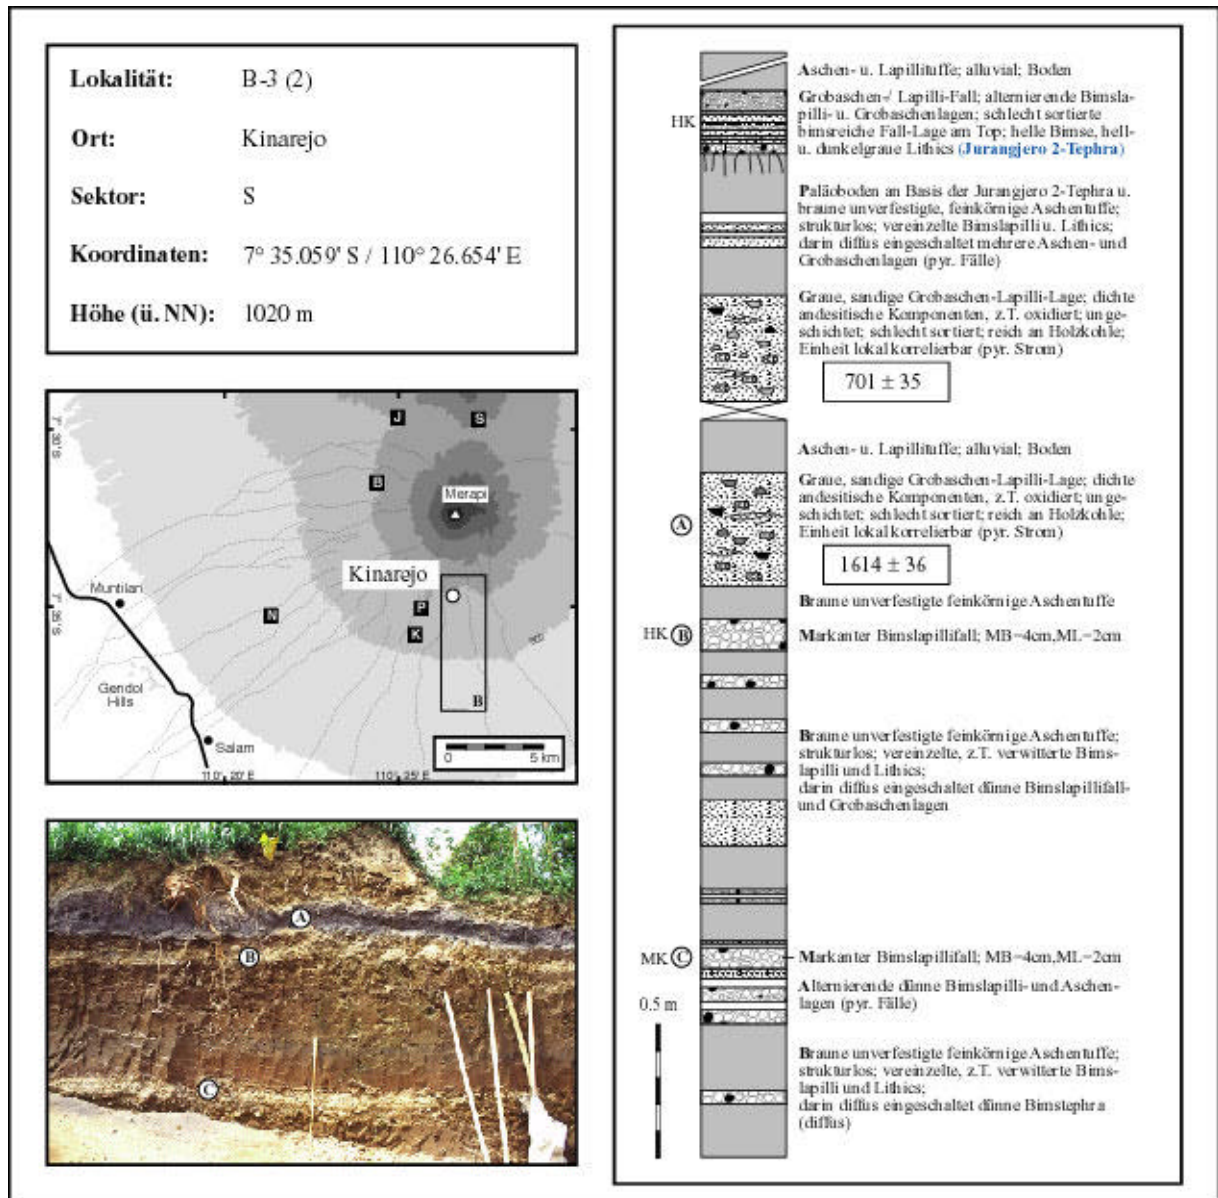 Lokalität: B-3 (2)
Ort: Kinarejo
Sektor: S
Koordinaten: 7° 35.059' S / 110° 26.654' E
Höhe (ü. NN): 1020 m
7° 30' S
J
S
B
Merapi
Kinarejo
Muntilan
7° 35' S
N
P
K
Gendol
Hills
B
Salam
0 5 km
110° 20' E 110° 25' E
A
B
C
Aschen- u. Lapillituffe; alluvial; Boden
HK
Grobaschen-/ Lapilli-Fall; alternierende Bimsla-
pilli- u. Grobaschenlagen; schlecht sortierte
bimsreiche Fall-Lage am Top; helle Bimse, hell-
u. dunkelgraue Lithics (Jurangjero 2-Tephra)
Paläoboden an Basis der Jurangjero 2-Tephra u.
braune unverfestigte, feinkörnige Aschentuffe;
strukturlos; vereinzelte Bimslapilli u. Lithics;
darin diffus eingeschaltet mehrere Aschen- und
Grobaschenlagen (pyr. Fälle)
Graue, sandige Grobaschen-Lapilli-Lage; dichte
andesitische Komponenten, z.T. oxidiert; unge-
schichtet; schlecht sortiert; reich an Holzkohle;
Einheit lokal korrelierbar (pyr. Strom)
701 ± 35
Aschen- u. Lapillituffe; alluvial; Boden
A
Graue, sandige Grobaschen-Lapilli-Lage; dichte
andesitische Komponenten, z.T. oxidiert; unge-
schichtet; schlecht sortiert; reich an Holzkohle;
Einheit lokal korrelierbar (pyr. Strom)
1614 ± 36
Braune unverfestigte feinkörnige Aschentuffe
HK B
Markanter Bimslapillifall; MB=4cm,ML=2cm
Braune unverfestigte feinkörnige Aschentuffe;
strukturlos; vereinzelte, z.T. verwitterte Bims-
lapilli und Lithics;
darin diffus eingeschaltet dünne Bimslapillifall-
und Grobaschenlagen
MK C
Markanter Bimslapillifall; MB=4cm,ML=2cm
Alternierende dünne Bimslapilli- und Aschen-
lagen (pyr. Fälle)
0.5 m
Braune unverfestigte feinkörnige Aschentuffe;
strukturlos; vereinzelte, z.T. verwitterte Bims-
lapilli und Lithics;
darin diffus eingeschaltet dünne Bimstephra
(diffus)